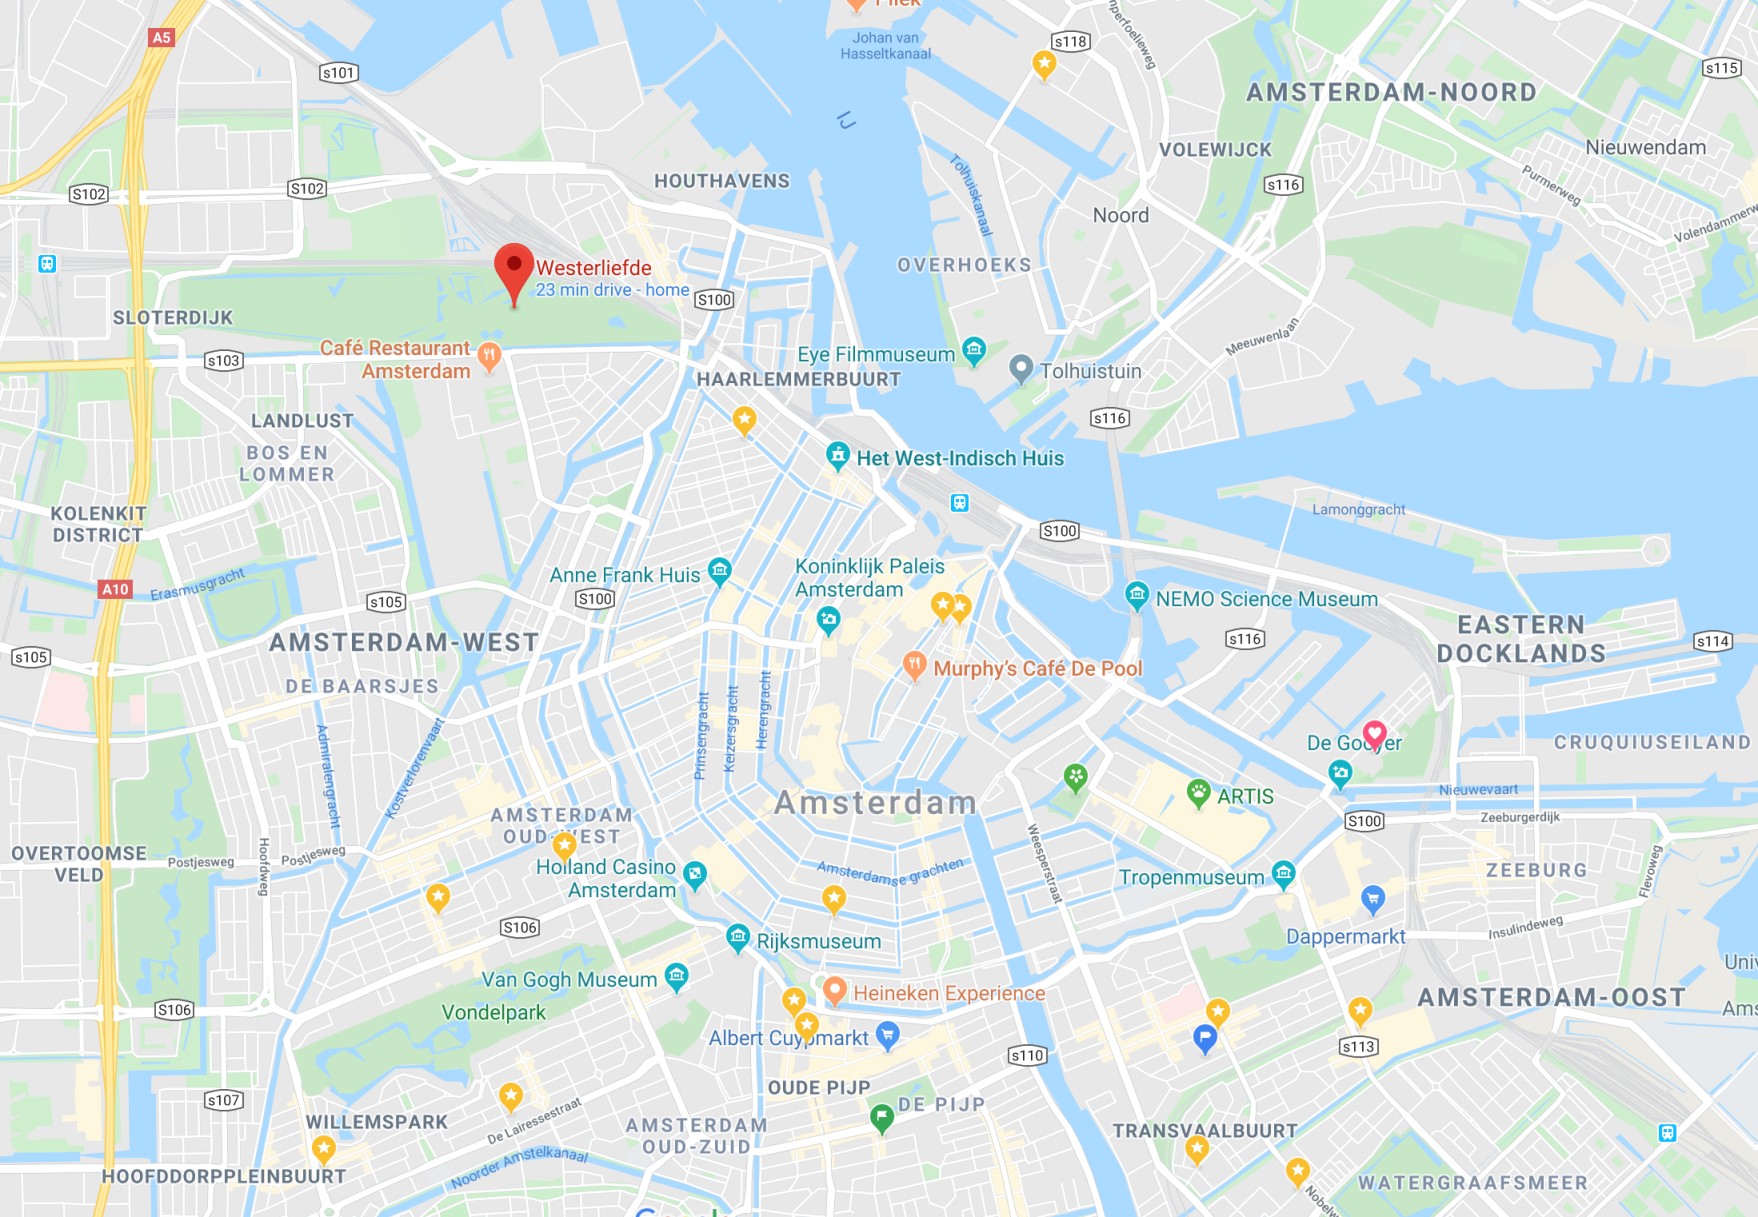 Johan van
Hasseltkanaal
s118
A5
s101
s115
AMSTERDAM-NOORD
IJ
VOLEWIJCK
Nieuwendam
Tolhuiskanaal
HOUTHAVENS
S102
S102
s116
Purmerweg
Noord
OVERHOEKS
Westerliefde
23 min drive - home
S100
SLOTERDIJK
Meeuwenlaan
Café Restaurant
Amsterdam
s103
Eye Filmmuseum
Tolhuistuin
HAARLEMMERBUURT
LANDLUST
s116
BOS EN
LOMMER
Het West-Indisch Huis
KOLENKIT
DISTRICT
Lamonggracht
S100
Anne Frank Huis
Koninklijk Paleis
Amsterdam
A10
Erasmusgracht
s105
S100
NEMO Science Museum
EASTERN
DOCKLANDS
s116
s114
AMSTERDAM-WEST
s105
DE BAARSJES
Murphy's Café De Pool
Prinsengracht
Keizersgracht
Herengracht
Admiralengracht
Kostverlorenvaart
De Gooyer
CRUQUIUSEILAND
Amsterdam
ARTIS
Nieuwevaart
AMSTERDAM
OUD-WEST
S100
Zeeburgerdijk
OVERTOOMSE
VELD
Postjesweg
Postjesweg
Hoofdweg
Holland Casino
Amsterdam
Amsterdamse grachten
Weesperstraat
Tropenmuseum
ZEEBURG
Flevoweg
S106
Rijksmuseum
Dappermarkt
Insulindeweg
Van Gogh Museum
Heineken Experience
AMSTERDAM-OOST
S106
Vondelpark
Albert Cuypmarkt
s113
s110
OUDE PIJP
s107
DE PIJP
WILLEMSPARK
De Lairessestraat
AMSTERDAM
OUD-ZUID
TRANSVAALBUURT
Noorder Amstelkanaal
HOOFDDORPPLEINBUURT
WATERGRAAFSMEER